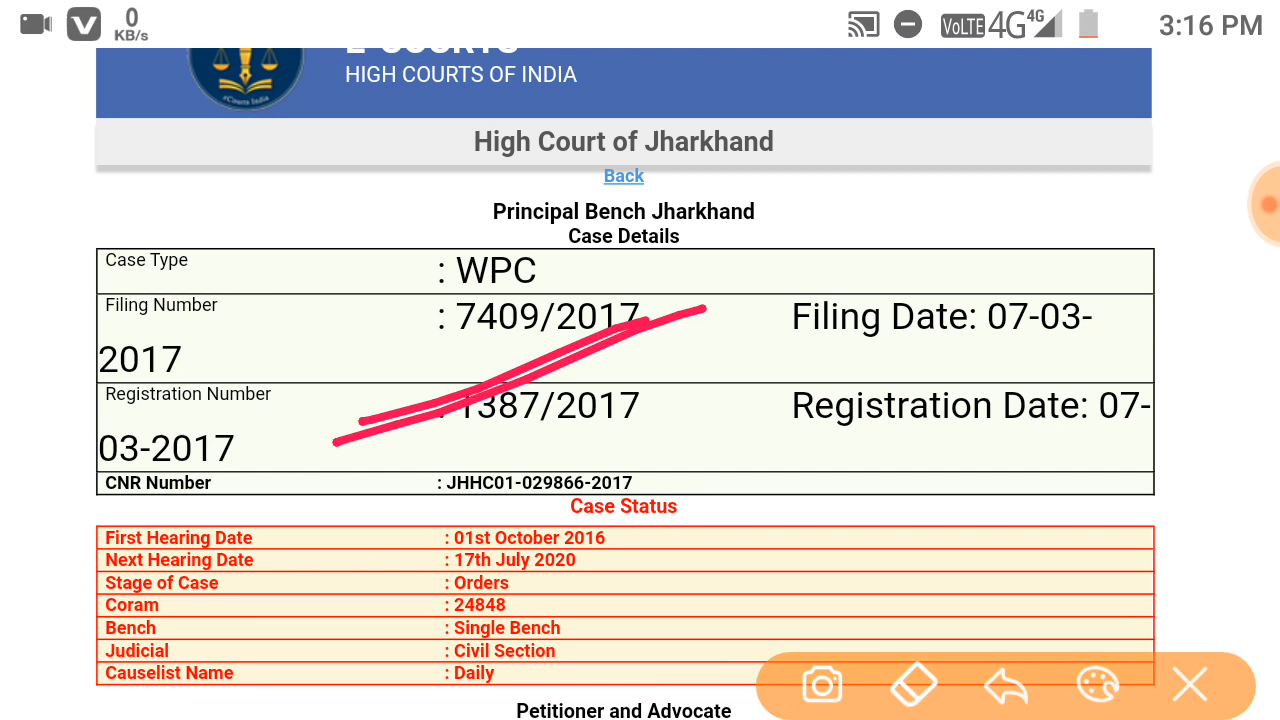 0
KB/s
VoLTE 4G 4G
3:16 PM
HIGH COURTS OF INDIA
eCourts India
High Court of Jharkhand
Back
Principal Bench Jharkhand
Case Details
Case Type : WPC
Filing Number : 7409/2017 Filing Date: 07-03-
2017
Registration Number : 1387/2017 Registration Date: 07-
03-2017
CNR Number : JHHC01-029866-2017
Case Status
First Hearing Date : 01st October 2016
Next Hearing Date : 17th July 2020
Stage of Case : Orders
Coram : 24848
Bench : Single Bench
Judicial : Civil Section
Causelist Name : Daily
Petitioner and Advocate